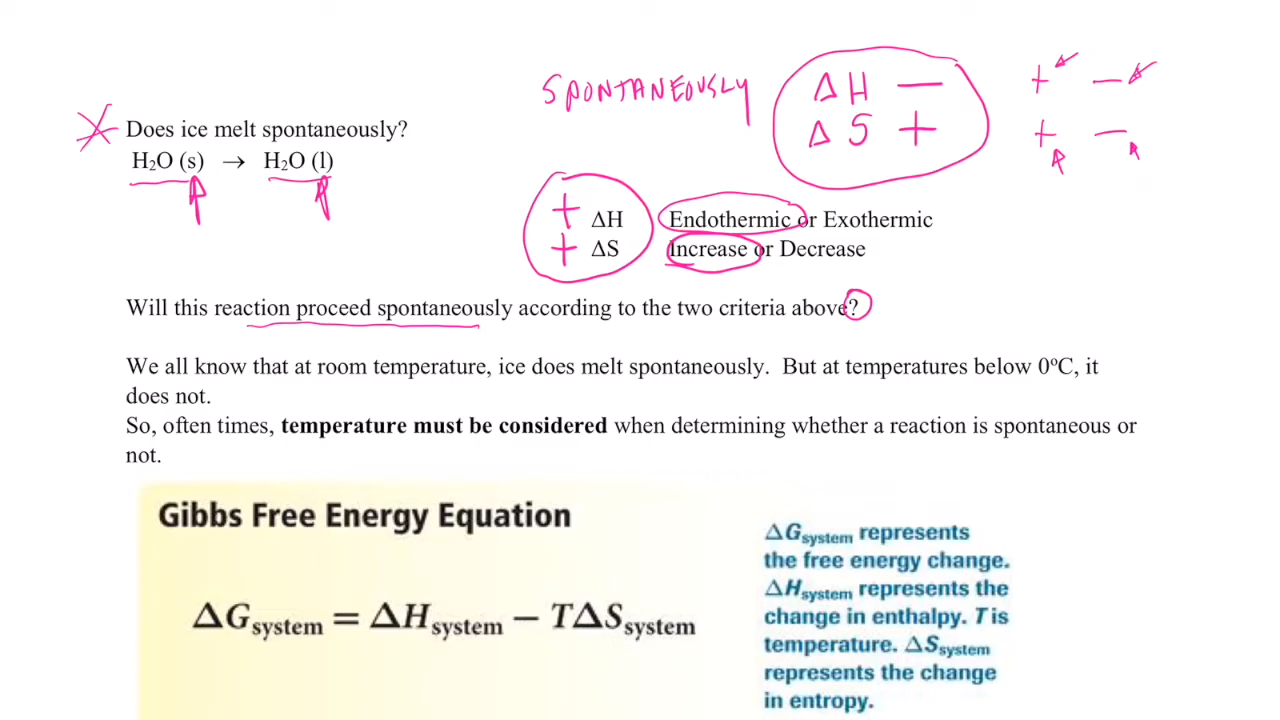 SPONTANEOUSLY
Δ H − + −
Δ S + + −
Does ice melt spontaneously?
H₂O (s) → H₂O (l)
+ ΔH Endothermic or Exothermic
+ ΔS Increase or Decrease
Will this reaction proceed spontaneously according to the two criteria above?
We all know that at room temperature, ice does melt spontaneously. But at temperatures below 0ºC, it
does not.
So, often times, temperature must be considered when determining whether a reaction is spontaneous or
not.
Gibbs Free Energy Equation
ΔGsystem = ΔHsystem − TΔSsystem
ΔGsystem represents
the free energy change.
ΔHsystem represents the
change in enthalpy. T is
temperature. ΔSsystem
represents the change
in entropy.